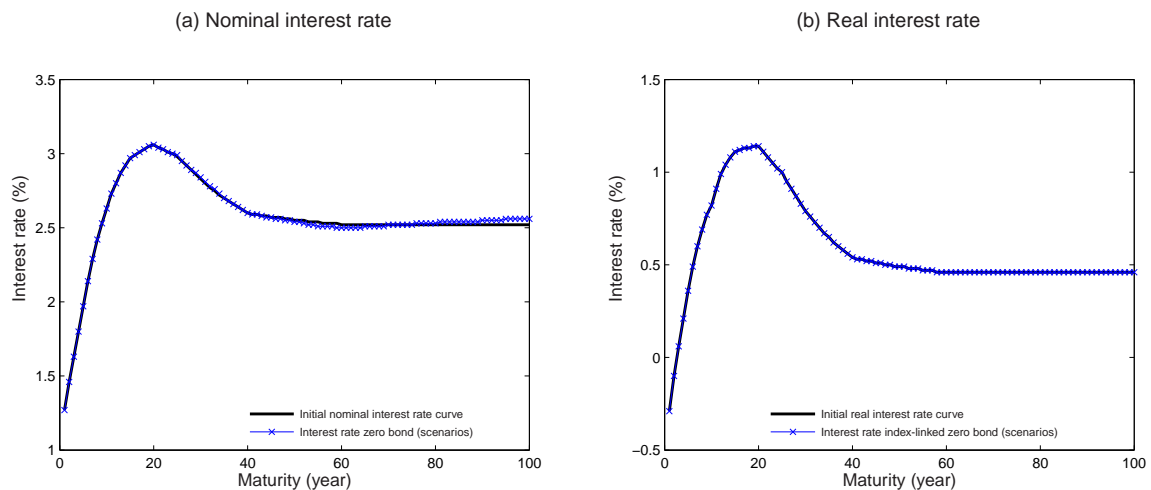 (a) Nominal interest rate
3.5
3
2.5
2
1.5
1
Interest rate (%)
0 20 40 60 80 100
Maturity (year)
Initial nominal interest rate curve
Interest rate zero bond (scenarios)
(b) Real interest rate
1.5
1
0.5
0
−0.5
Interest rate (%)
0 20 40 60 80 100
Maturity (year)
Initial real interest rate curve
Interest rate index-linked zero bond (scenarios)